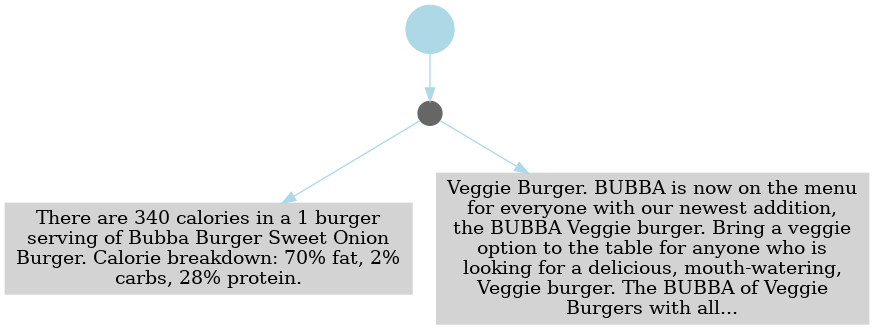 There are 340 calories in a 1 burger
serving of Bubba Burger Sweet Onion
Burger. Calorie breakdown: 70% fat, 2%
carbs, 28% protein.
Veggie Burger. BUBBA is now on the menu
for everyone with our newest addition,
the BUBBA Veggie burger. Bring a veggie
option to the table for anyone who is
looking for a delicious, mouth-watering,
Veggie burger. The BUBBA of Veggie
Burgers with all...